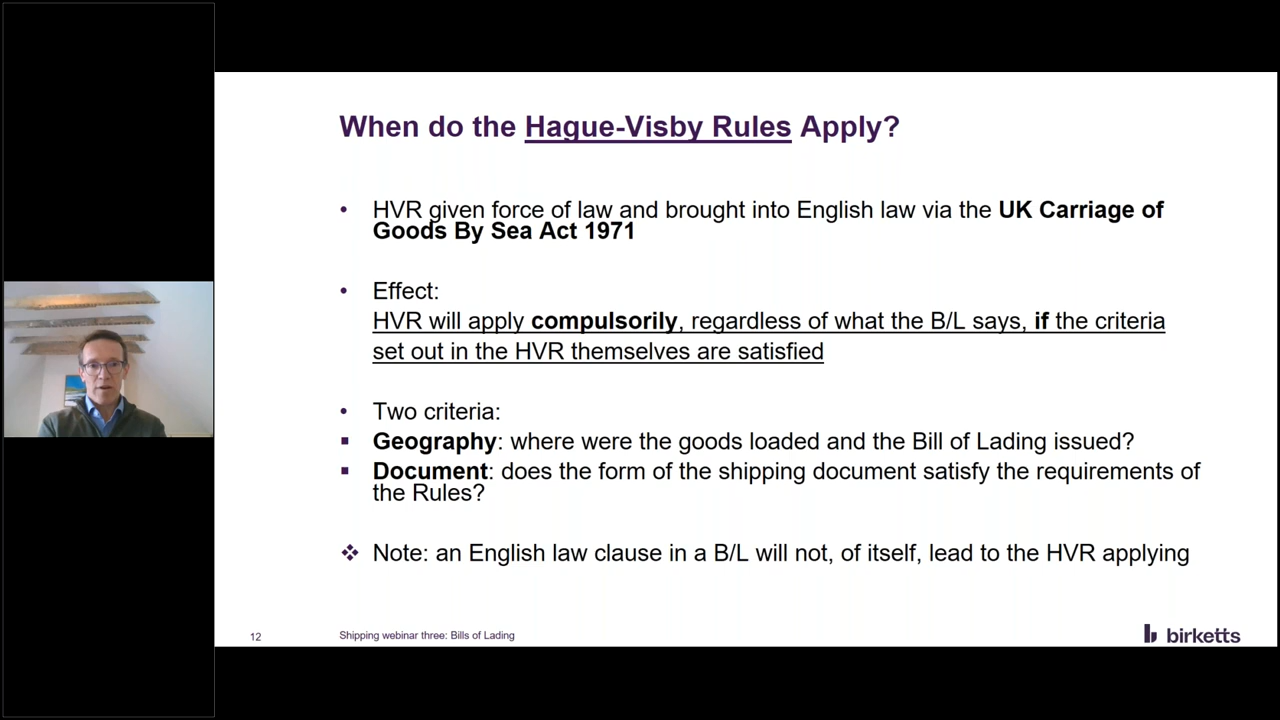 When do the Hague-Visby Rules Apply?
• HVR given force of law and brought into English law via the UK Carriage of
Goods By Sea Act 1971
• Effect:
HVR will apply compulsorily, regardless of what the B/L says, if the criteria
set out in the HVR themselves are satisfied
• Two criteria:
▪ Geography: where were the goods loaded and the Bill of Lading issued?
▪ Document: does the form of the shipping document satisfy the requirements of
the Rules?
❖ Note: an English law clause in a B/L will not, of itself, lead to the HVR applying
12
Shipping webinar three: Bills of Lading
birketts